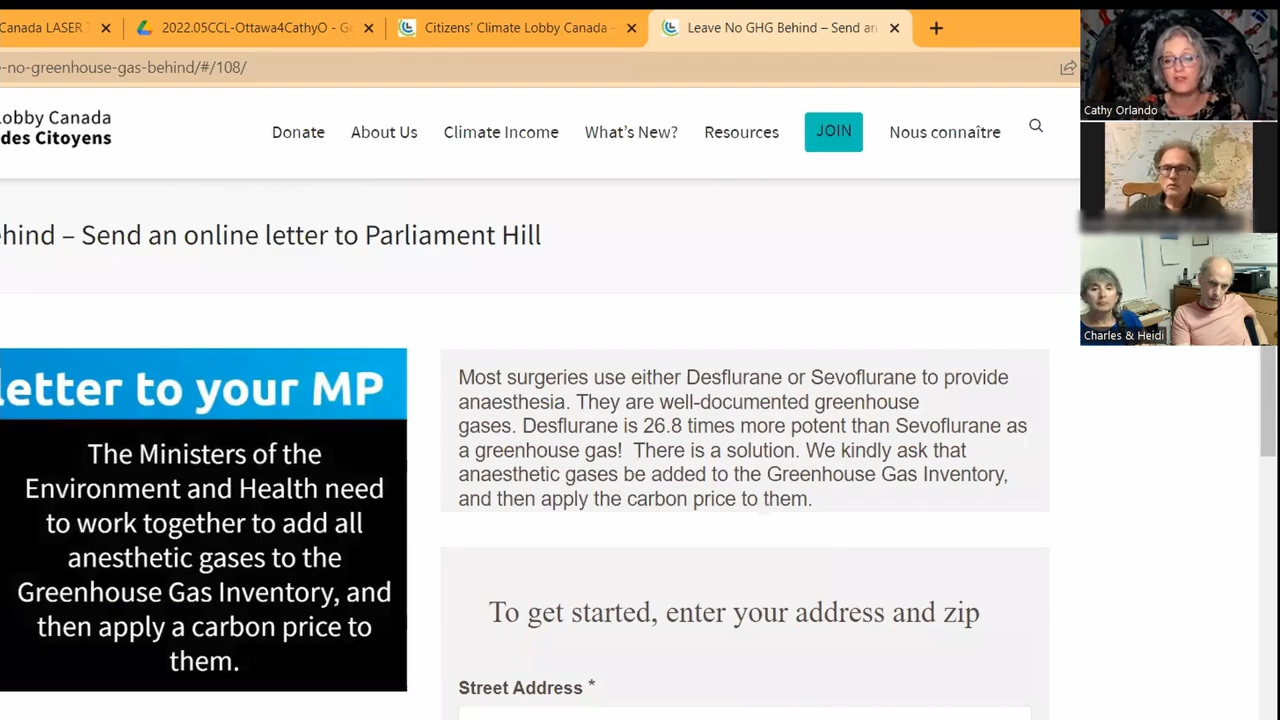 Canada LASER
2022.05CCL-Ottawa4CathyO - Go
Citizens' Climate Lobby Canada -
Leave No GHG Behind – Send an
-no-greenhouse-gas-behind/#/108/
Lobby Canada
des Citoyens
Donate
About Us
Climate Income
What's New?
Resources
JOIN
Nous connaître
hind – Send an online letter to Parliament Hill
letter to your MP
The Ministers of the
Environment and Health need
to work together to add all
anesthetic gases to the
Greenhouse Gas Inventory, and
then apply a carbon price to
them.
Most surgeries use either Desflurane or Sevoflurane to provide
anaesthesia. They are well-documented greenhouse
gases. Desflurane is 26.8 times more potent than Sevoflurane as
a greenhouse gas!  There is a solution. We kindly ask that
anaesthetic gases be added to the Greenhouse Gas Inventory,
and then apply the carbon price to them.
To get started, enter your address and zip
Street Address *
Cathy Orlando
Charles & Heidi